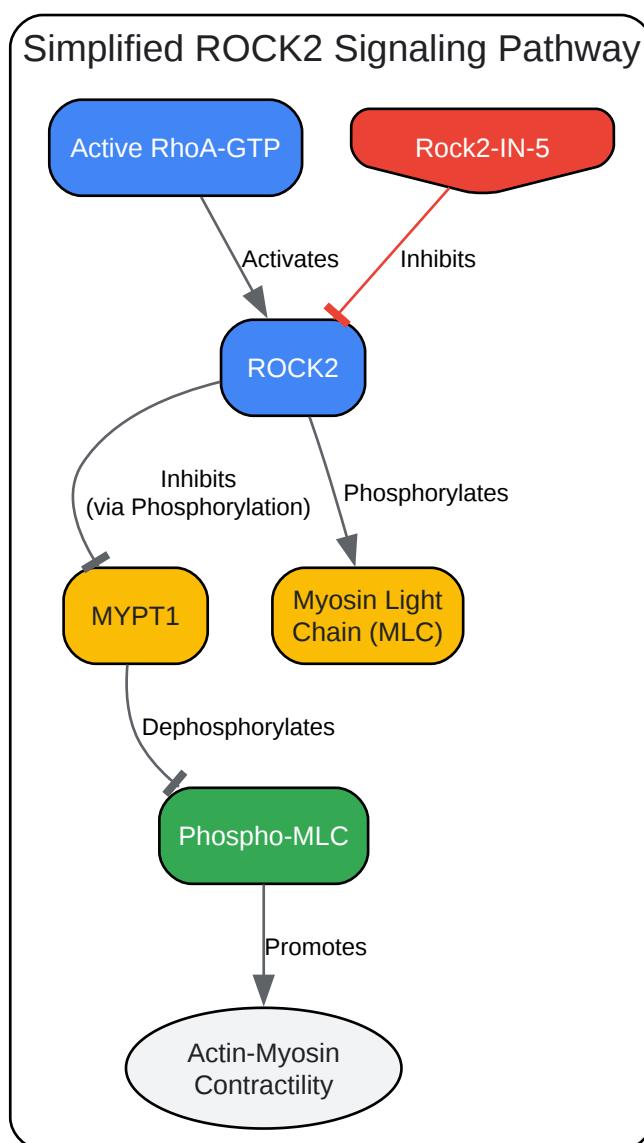 Simplified ROCK2 Signaling Pathway
Active RhoA-GTP
Rock2-IN-5
Activates
Inhibits
ROCK2
Inhibits
(via Phosphorylation)
Phosphorylates
MYPT1
Myosin Light
Chain (MLC)
Dephosphorylates
Phospho-MLC
Promotes
Actin-Myosin
Contractility